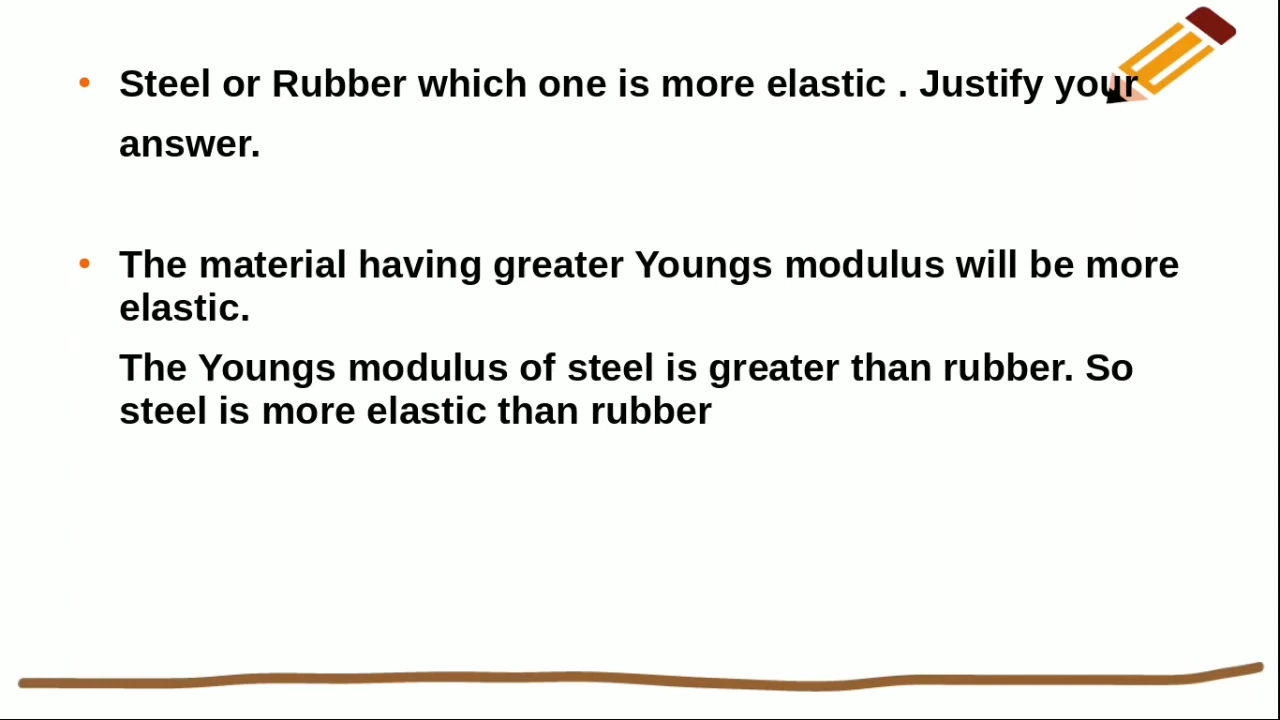 Steel or Rubber which one is more elastic . Justify your
answer.
The material having greater Youngs modulus will be more
elastic.
The Youngs modulus of steel is greater than rubber. So
steel is more elastic than rubber